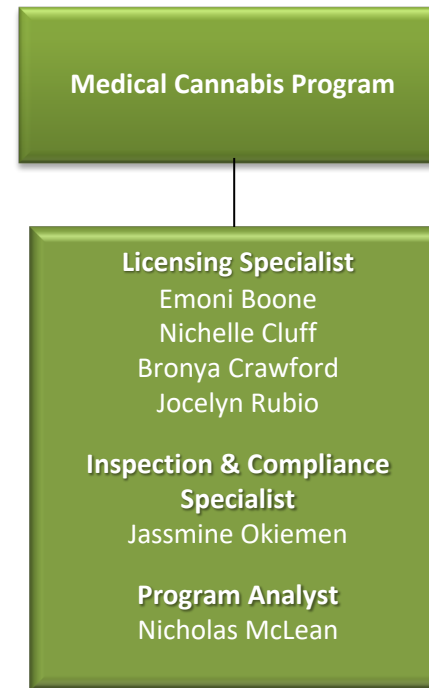 Medical Cannabis Program
Licensing Specialist
Emoni Boone
Nichelle Cluff
Bronya Crawford
Jocelyn Rubio
Inspection & Compliance
Specialist
Jassmine Okiemen
Program Analyst
Nicholas McLean